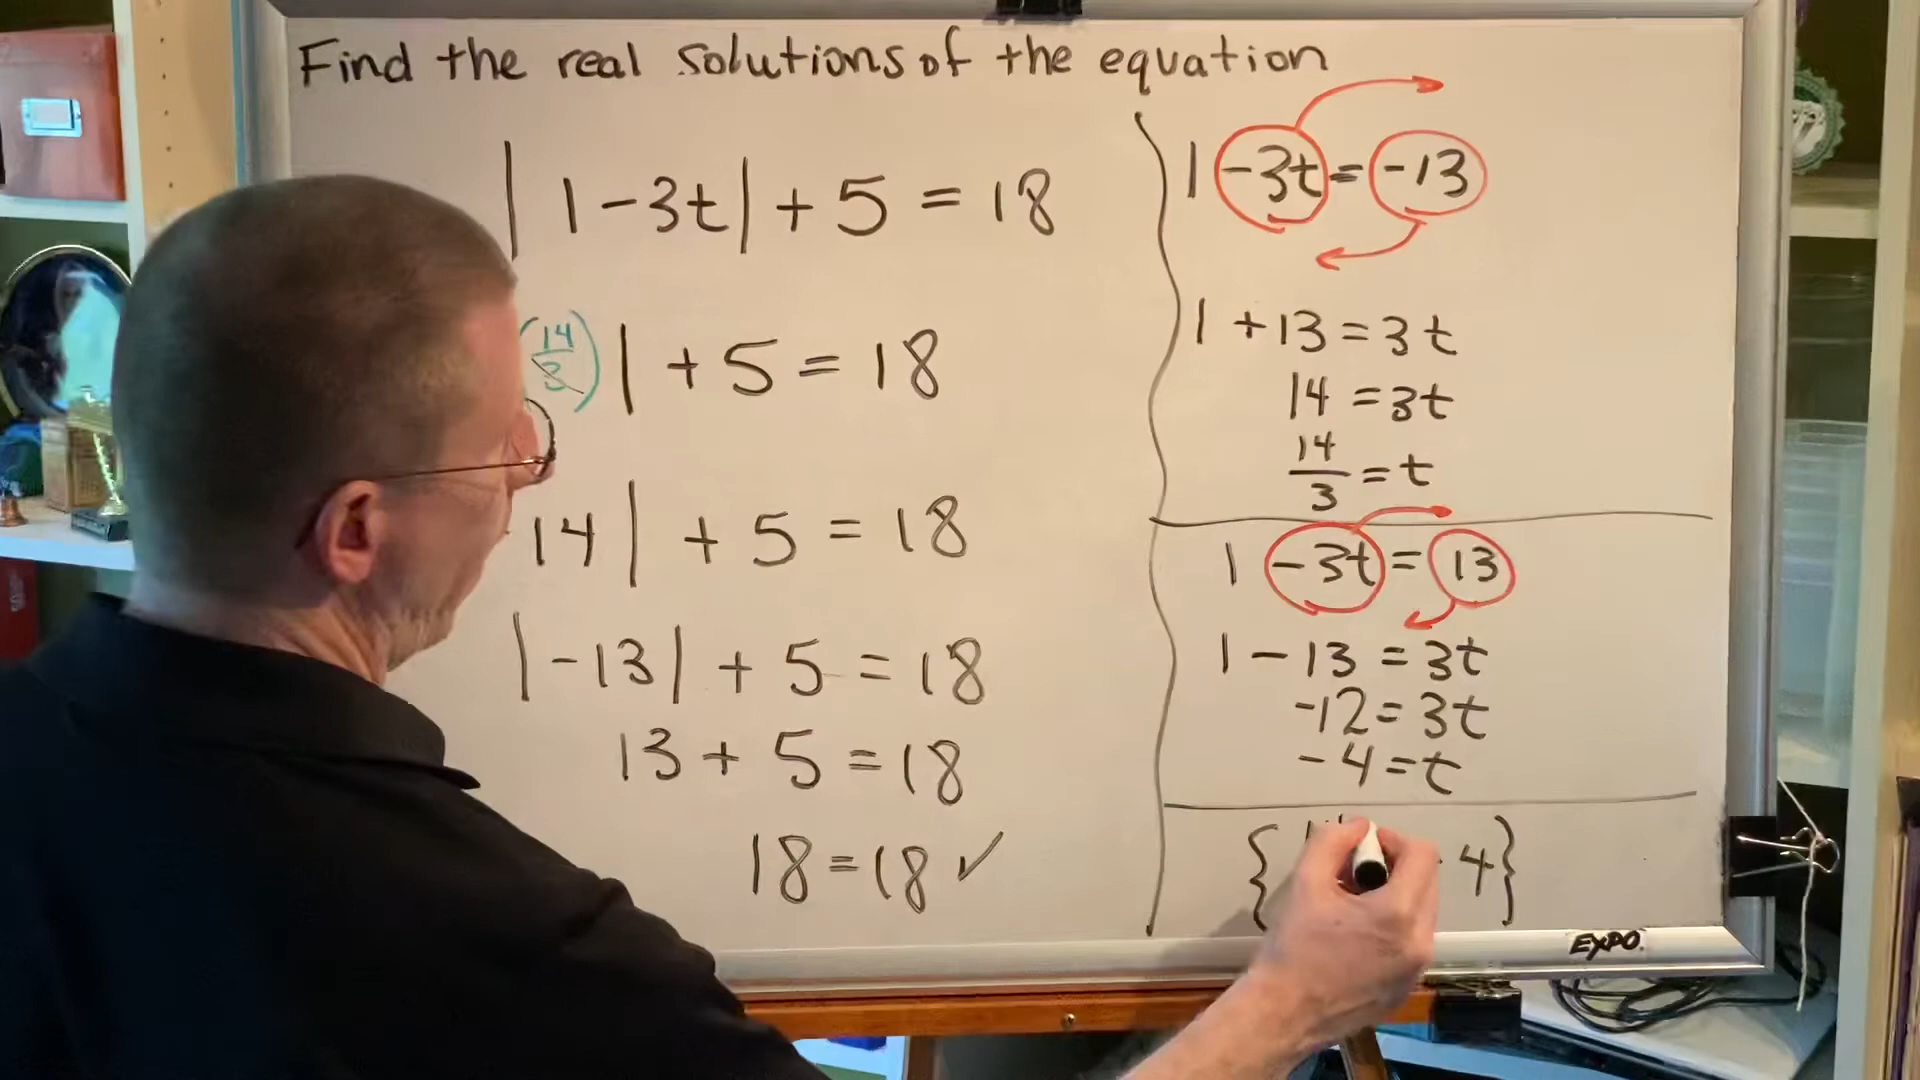 Find the real solutions of the equation
|1-3t|+5=18
(14/3)|+5=18
14|+5=18
|-13|+5=18
13+5=18
18=18✓
1-3t=-13
1+13=3t
14=3t
14/3=t
1-3t=13
1-13=3t
-12=3t
-4=t
{ -4}
EXPO